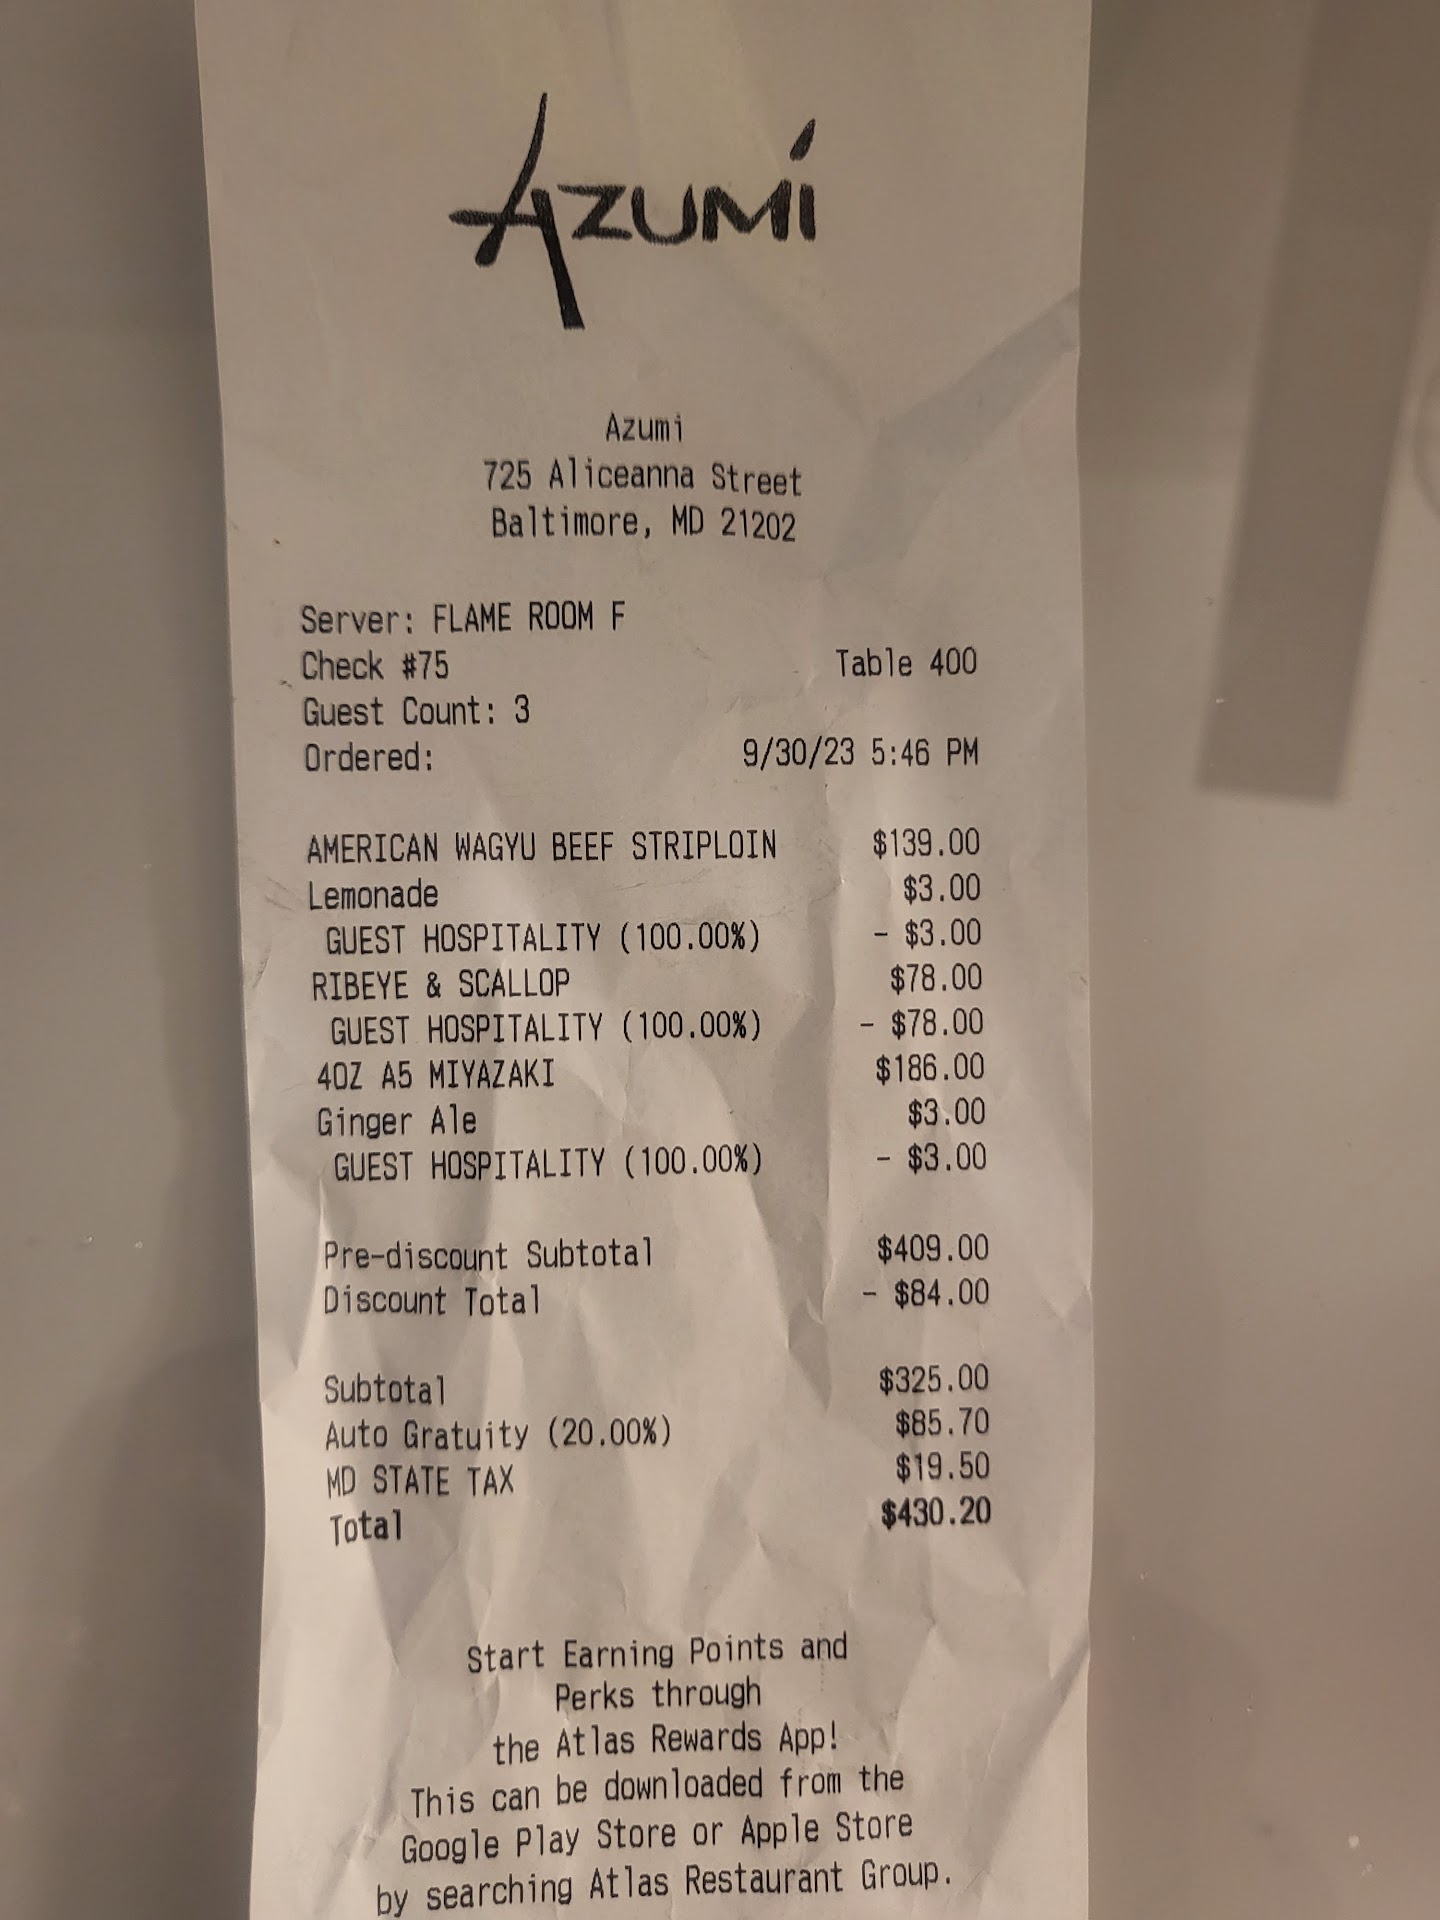 AZUMI
Azumi
725 Aliceanna Street
Baltimore, MD 21202
Server: FLAME ROOM F
Check #75 Table 400
Guest Count: 3
Ordered: 9/30/23 5:46 PM
AMERICAN WAGYU BEEF STRIPLOIN $139.00
Lemonade $3.00
GUEST HOSPITALITY (100.00%) - $3.00
RIBEYE & SCALLOP $78.00
GUEST HOSPITALITY (100.00%) - $78.00
4OZ A5 MIYAZAKI $186.00
Ginger Ale $3.00
GUEST HOSPITALITY (100.00%) - $3.00
Pre-discount Subtotal $409.00
Discount Total - $84.00
Subtotal $325.00
Auto Gratuity (20.00%) $85.70
MD STATE TAX $19.50
Total $430.20
Start Earning Points and
Perks through
the Atlas Rewards App!
This can be downloaded from the
Google Play Store or Apple Store
by searching Atlas Restaurant Group.